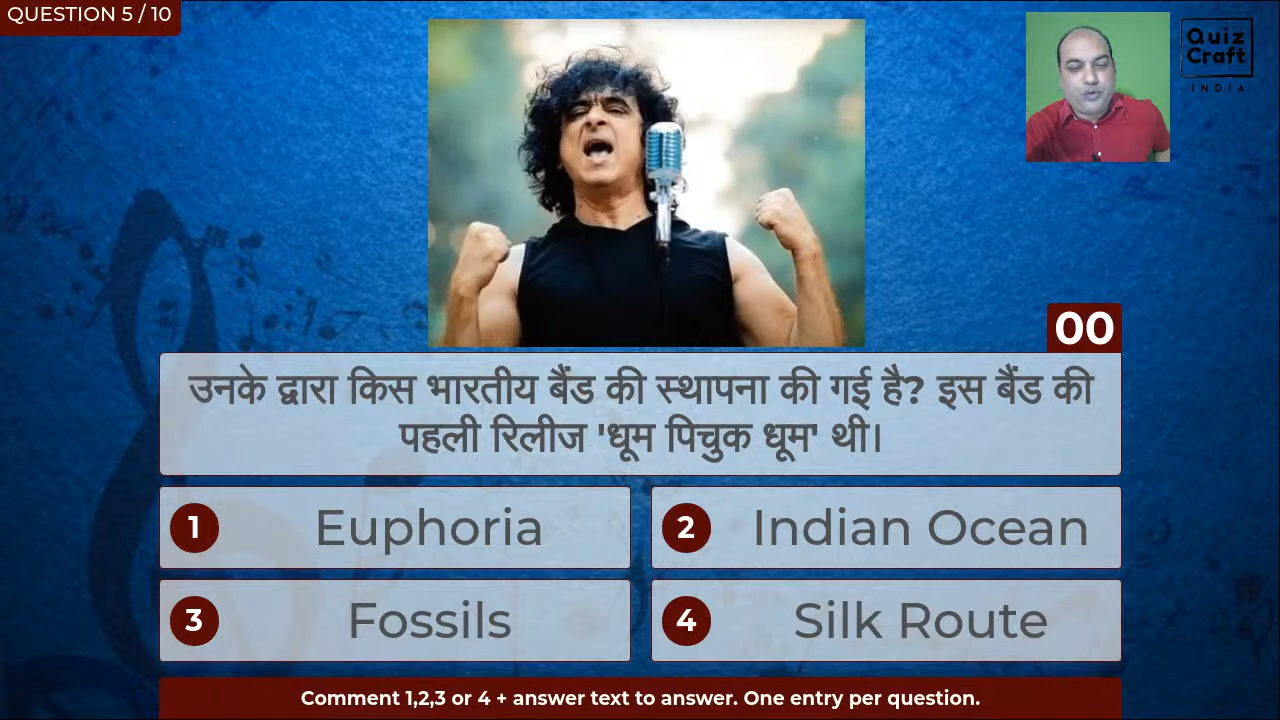 QUESTION 5 / 10
Quiz
Craft
INDIA
00
उनके द्वारा किस भारतीय बैंड की स्थापना की गई है? इस बैंड की
पहली रिलीज 'धूम पिचुक धूम' थी।
1 Euphoria
2 Indian Ocean
3 Fossils
4 Silk Route
Comment 1,2,3 or 4 + answer text to answer. One entry per question.